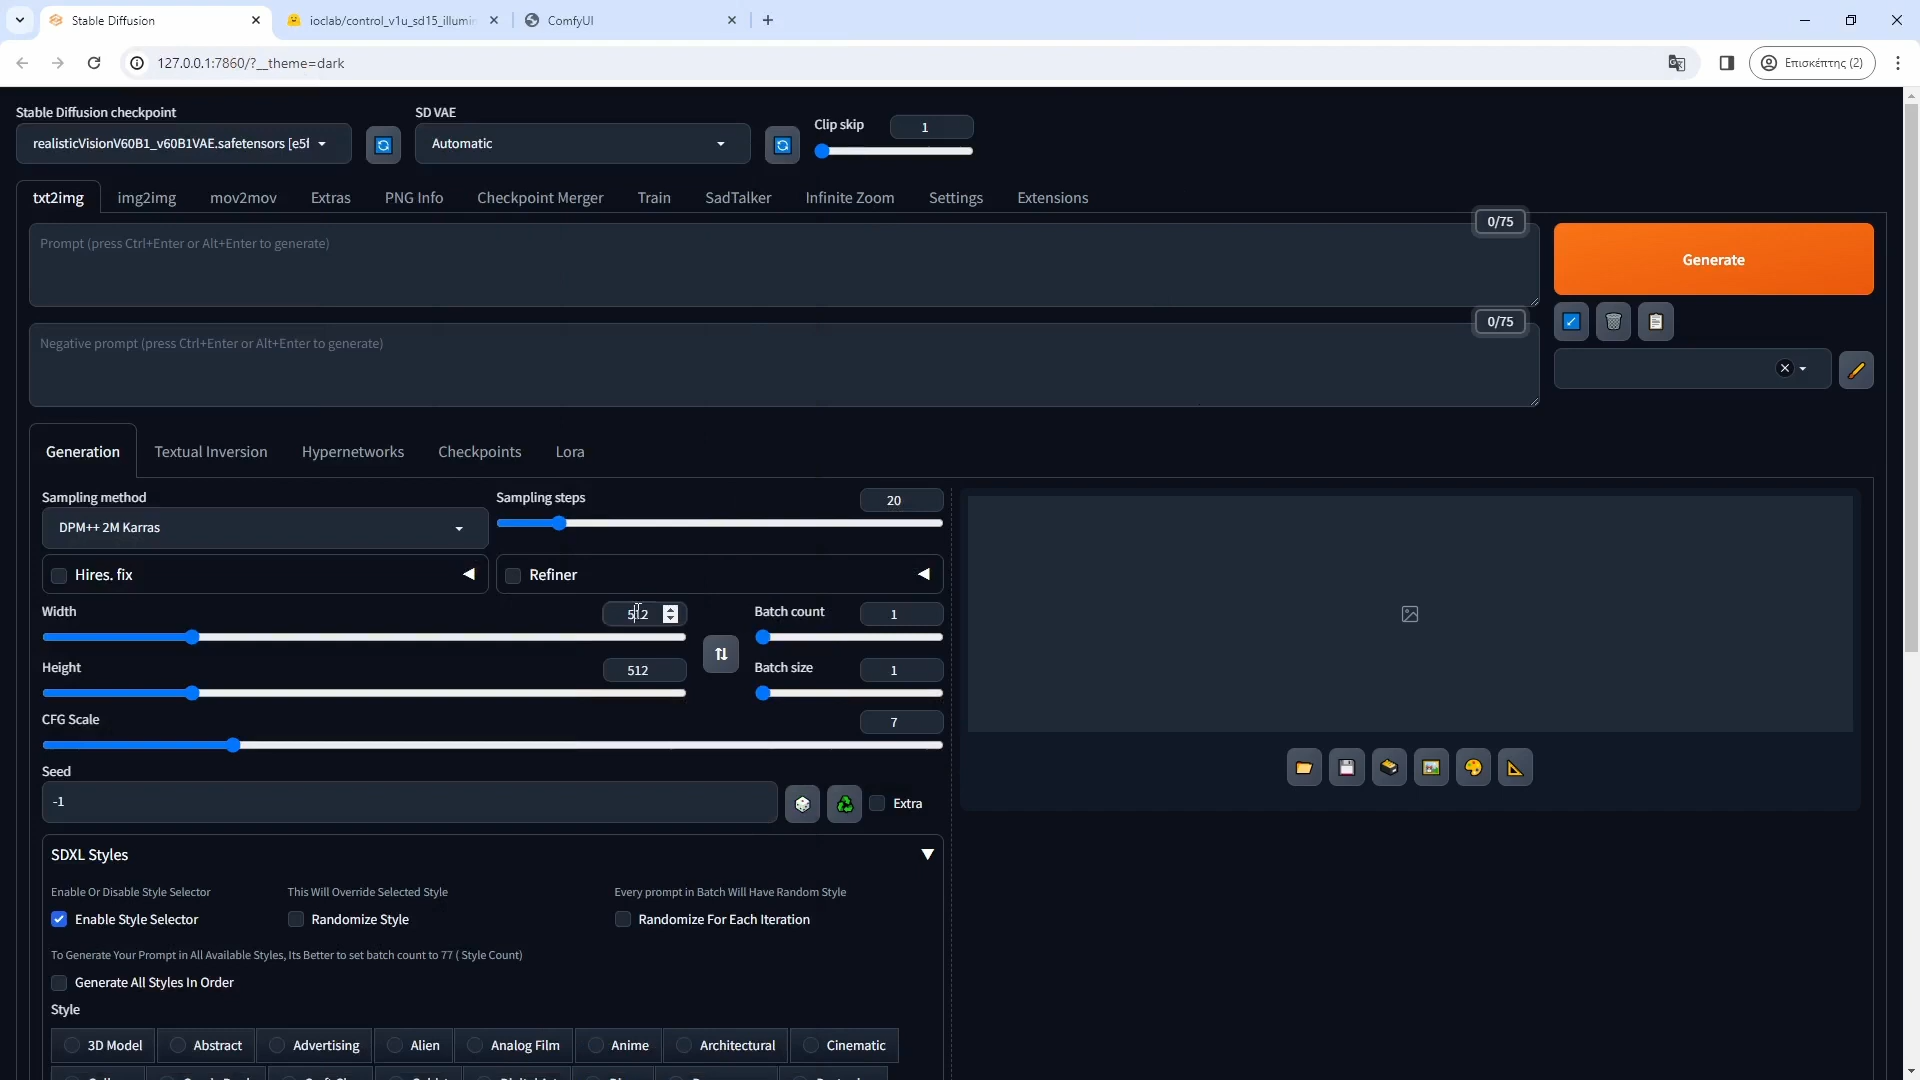 Stable Diffusion
ioclab/control_v1u_sd15_illumin
ComfyUI
127.0.0.1:7860/?__theme=dark
Επισκέπτης (2)
Stable Diffusion checkpoint
SD VAE
Clip skip
1
realisticVisionV60B1_v60B1VAE.safetensors [e5f
Automatic
txt2img
img2img
mov2mov
Extras
PNG Info
Checkpoint Merger
Train
SadTalker
Infinite Zoom
Settings
Extensions
0/75
Prompt (press Ctrl+Enter or Alt+Enter to generate)
Generate
0/75
Negative prompt (press Ctrl+Enter or Alt+Enter to generate)
Generation
Textual Inversion
Hypernetworks
Checkpoints
Lora
Sampling method
Sampling steps
20
DPM++ 2M Karras
Hires. fix
Refiner
Width
512
Batch count
1
Height
512
Batch size
1
CFG Scale
7
Seed
-1
Extra
SDXL Styles
Enable Or Disable Style Selector
This Will Override Selected Style
Every prompt in Batch Will Have Random Style
Enable Style Selector
Randomize Style
Randomize For Each Iteration
To Generate Your Prompt in All Available Styles, Its Better to set batch count to 77 ( Style Count)
Generate All Styles In Order
Style
3D Model
Abstract
Advertising
Alien
Analog Film
Anime
Architectural
Cinematic